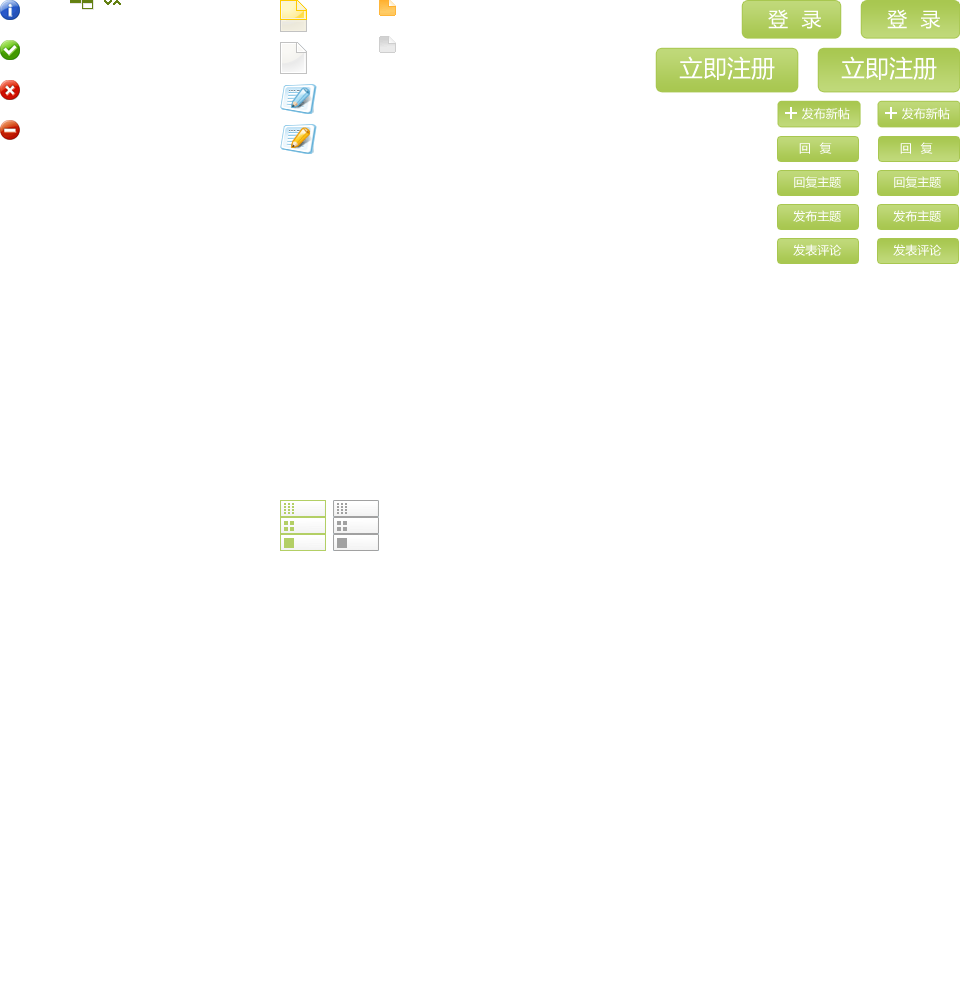 登 录 登 录
立即注册 立即注册
发布新帖 发布新帖
回 复 回 复
回复主题 回复主题
发布主题 发布主题
发表评论 发表评论